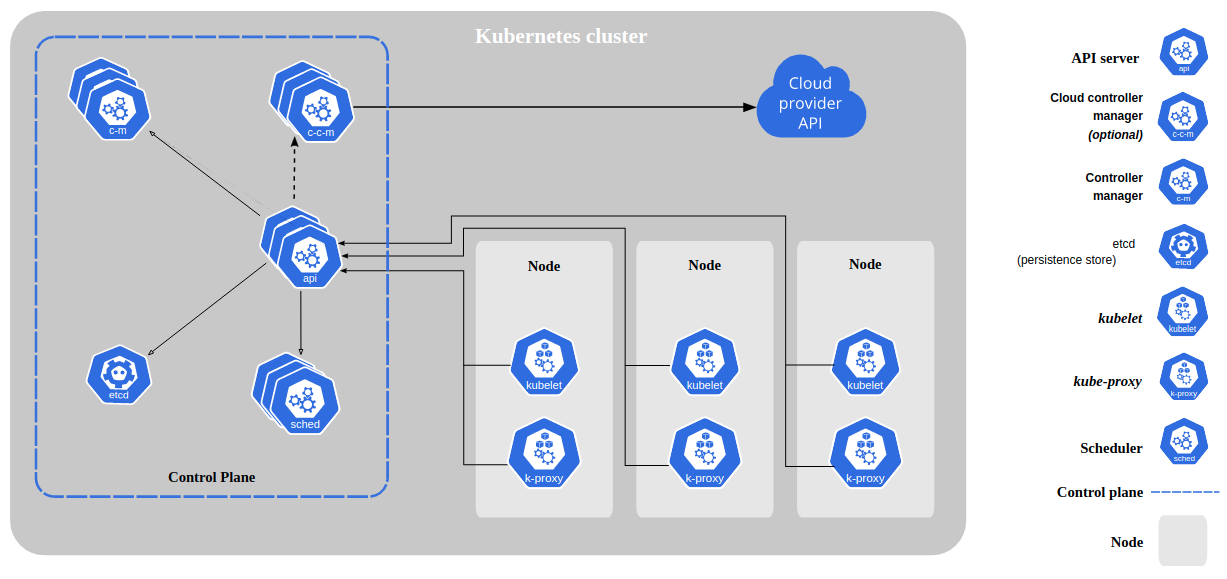 Kubernetes cluster
c-m
c-c-m
Cloud
provider
API
api
etcd
sched
Control Plane
Node
kubelet
k-proxy
Node
kubelet
k-proxy
Node
kubelet
k-proxy
API server
api
Cloud controller
manager
(optional)
c-c-m
Controller
manager
c-m
etcd
(persistence store)
etcd
kubelet
kubelet
kube-proxy
k-proxy
Scheduler
sched
Control plane
Node